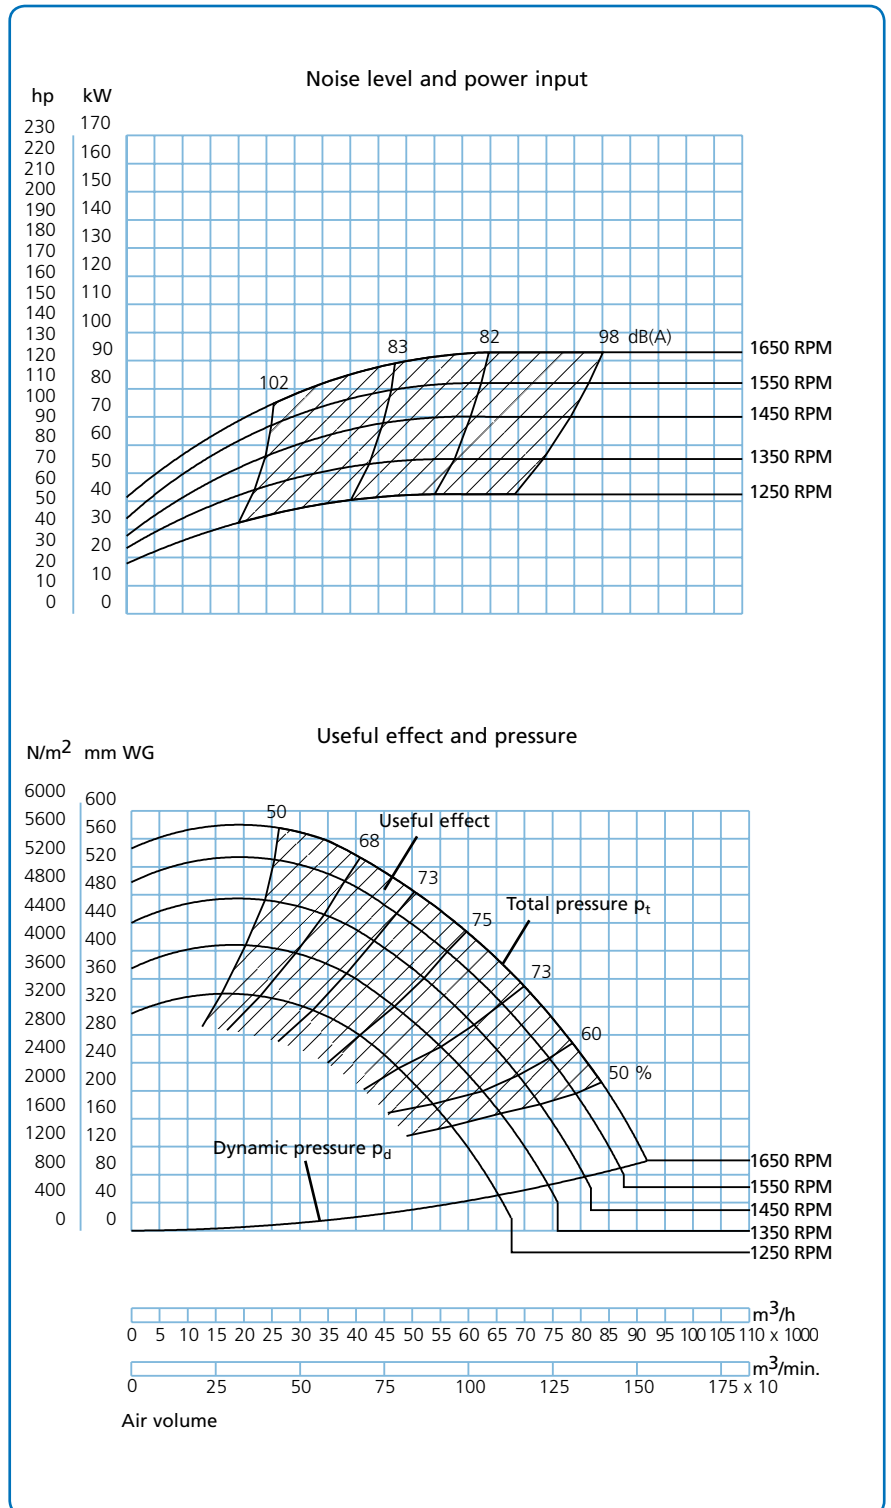 Noise level and power input
hp kW
230 170
220 160
210 150
200 140
190 130
180 120
170 110
160 100
150 90
140 80
130 70
120 60
110 50
100 40
90 30
80 20
70 10
60 0
50
40
30
20
10
0
102
83
82
98 dB(A)
1650 RPM
1550 RPM
1450 RPM
1350 RPM
1250 RPM
Useful effect and pressure
N/m2 mm WG
6000 600
5600 560
5200 520
4800 480
4400 440
4000 400
3600 360
3200 320
2800 280
2400 240
2000 200
1600 160
1200 120
800 80
400 40
0 0
50
Useful effect
68
73
Total pressure pt
75
73
60
50 %
Dynamic pressure pd
1650 RPM
1550 RPM
1450 RPM
1350 RPM
1250 RPM
m3/h
0 5 10 15 20 25 30 35 40 45 50 55 60 65 70 75 80 85 90 95 100 105 110 x 1000
m3/min.
0 25 50 75 100 125 150 175 x 10
Air volume